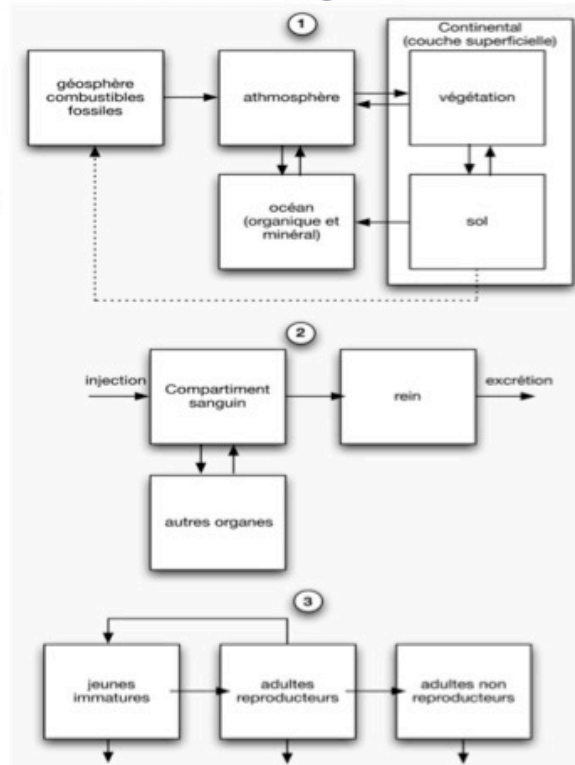 1
Continental
(couche superficielle)
géosphère
combustibles
fossiles
athmosphère
végétation
océan
(organique et
minéral)
sol
2
injection
Compartiment
sanguin
rein
excrétion
autres organes
3
jeunes
immatures
adultes
reproducteurs
adultes non
reproducteurs